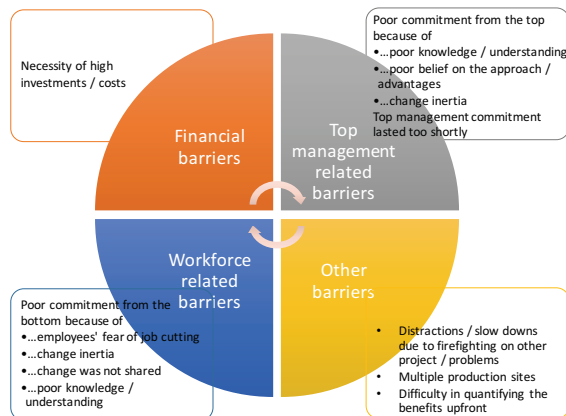 Necessity of high
investments / costs
Poor commitment from the top
because of
•…poor knowledge / understanding
•…poor belief on the approach /
advantages
•…change inertia
Top management commitment
lasted too shortly
Financial
barriers
Top
management
related
barriers
Workforce
related
barriers
Other
barriers
Poor commitment from the
bottom because of
•…employees' fear of job cutting
•…change inertia
•…change was not shared
•…poor knowledge /
understanding
• Distractions / slow downs
due to firefighting on other
project / problems
• Multiple production sites
• Difficulty in quantifying the
benefits upfront